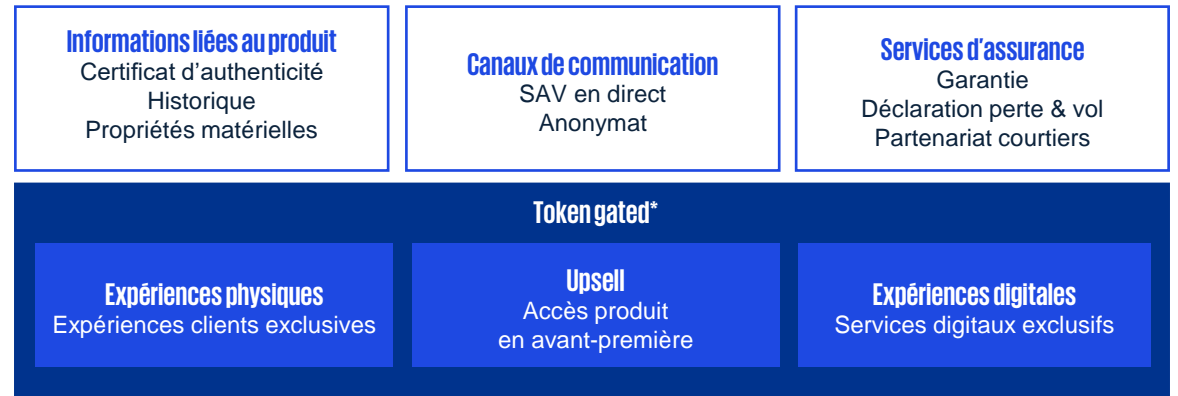 Informations liées au produit
Certificat d’authenticité
Historique
Propriétés matérielles
Canaux de communication
SAV en direct
Anonymat
Services d’assurance
Garantie
Déclaration perte & vol
Partenariat courtiers
Token gated*
Expériences physiques
Expériences clients exclusives
Upsell
Accès produit
en avant-première
Expériences digitales
Services digitaux exclusifs